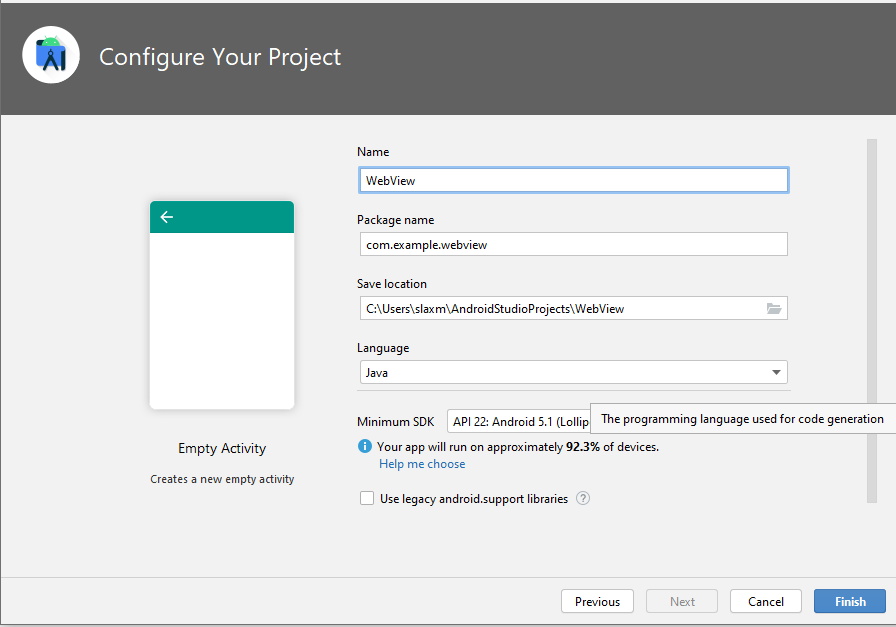 Configure Your Project
Name
WebView
Package name
com.example.webview
Save location
C:\Users\slaxm\AndroidStudioProjects\WebView
Language
Java
Minimum SDK
API 22: Android 5.1 (Lollip
The programming language used for code generation
Your app will run on approximately 92.3% of devices.
Help me choose
Use legacy android.support libraries
Empty Activity
Creates a new empty activity
Previous
Next
Cancel
Finish